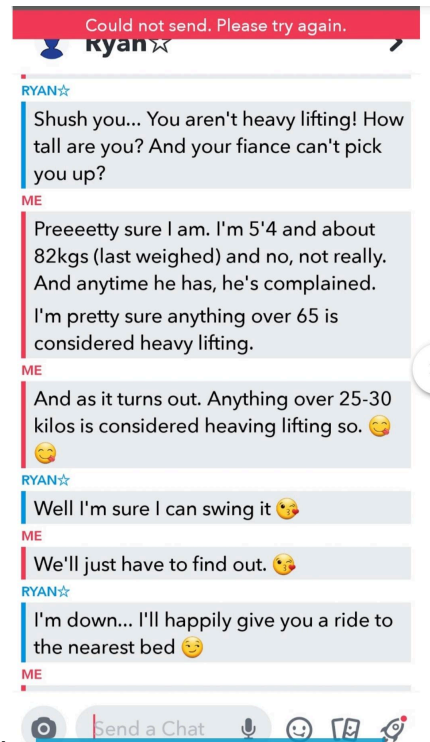 Could not send. Please try again.
Ryan☆
RYAN☆
Shush you... You aren't heavy lifting! How
tall are you? And your fiance can't pick
you up?
ME
Preeeetty sure I am. I'm 5'4 and about
82kgs (last weighed) and no, not really.
And anytime he has, he's complained.
I'm pretty sure anything over 65 is
considered heavy lifting.
ME
And as it turns out. Anything over 25-30
kilos is considered heaving lifting so. 😋
😋
RYAN☆
Well I'm sure I can swing it 😘
ME
We'll just have to find out. 😘
RYAN☆
I'm down... I'll happily give you a ride to
the nearest bed 😏
ME
Send a Chat